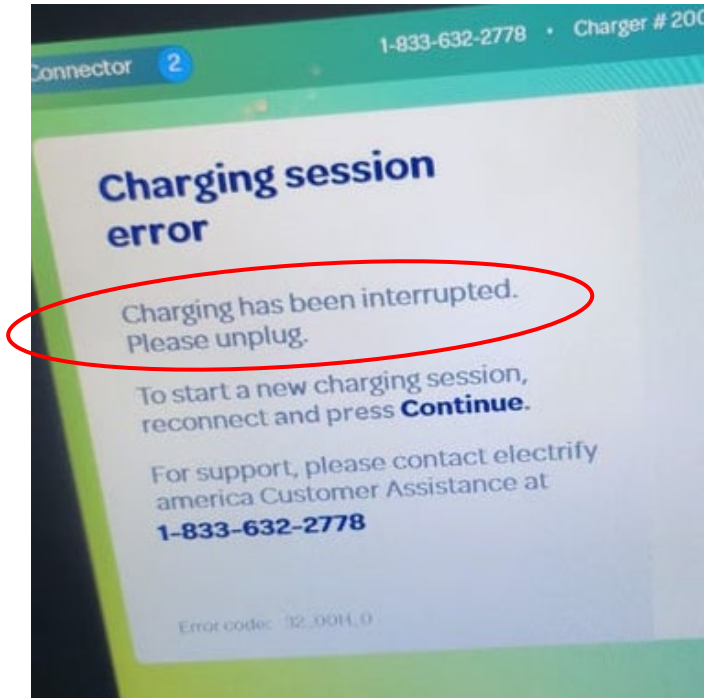 Connector 2
1-833-632-2778 • Charger # 200
Charging session
error
Charging has been interrupted.
Please unplug.
To start a new charging session,
reconnect and press Continue.
For support, please contact electrify
america Customer Assistance at
1-833-632-2778
Error code: